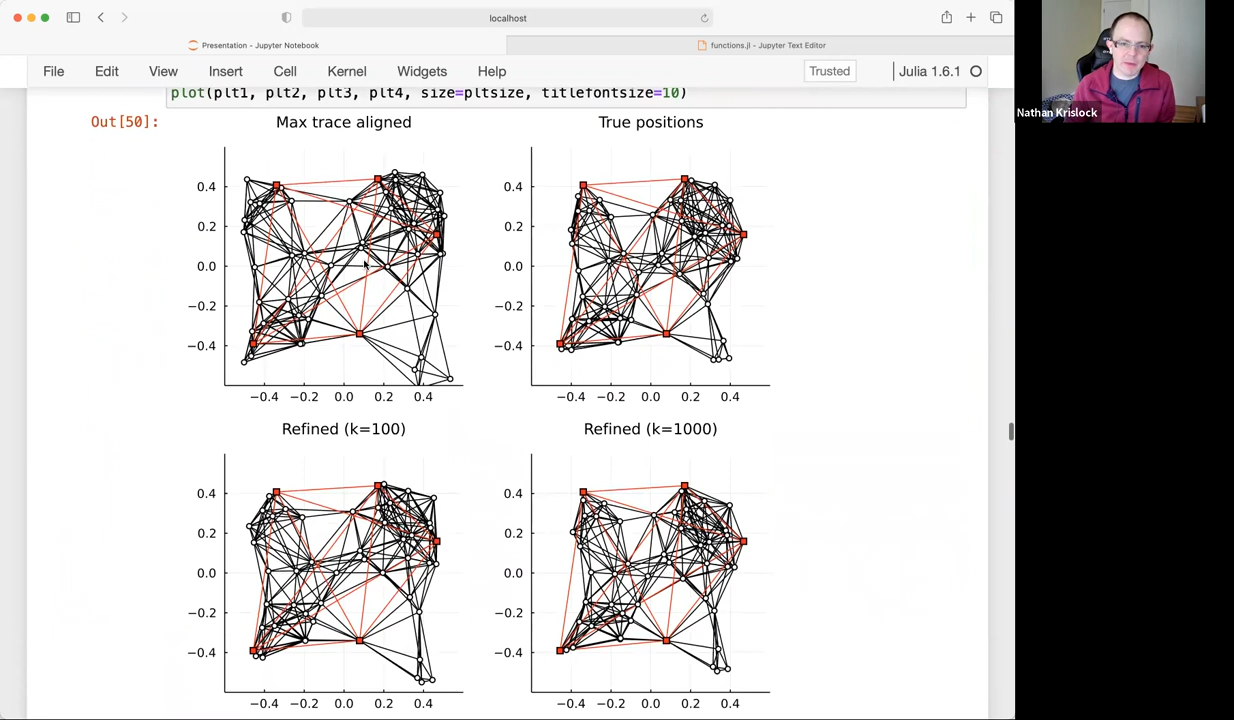 localhost
Presentation - Jupyter Notebook
functions.jl - Jupyter Text Editor
File Edit View Insert Cell Kernel Widgets Help
Trusted
Julia 1.6.1
plot(plt1, plt2, plt3, plt4, size=pltsize, titlefontsize=10)
Out[50]:
Max trace aligned
0.4
0.2
0.0
−0.2
−0.4
−0.4 −0.2 0.0 0.2 0.4
True positions
0.4
0.2
0.0
−0.2
−0.4
−0.4 −0.2 0.0 0.2 0.4
Refined (k=100)
0.4
0.2
0.0
−0.2
−0.4
−0.4 −0.2 0.0 0.2 0.4
Refined (k=1000)
0.4
0.2
0.0
−0.2
−0.4
−0.4 −0.2 0.0 0.2 0.4
Nathan Krislock